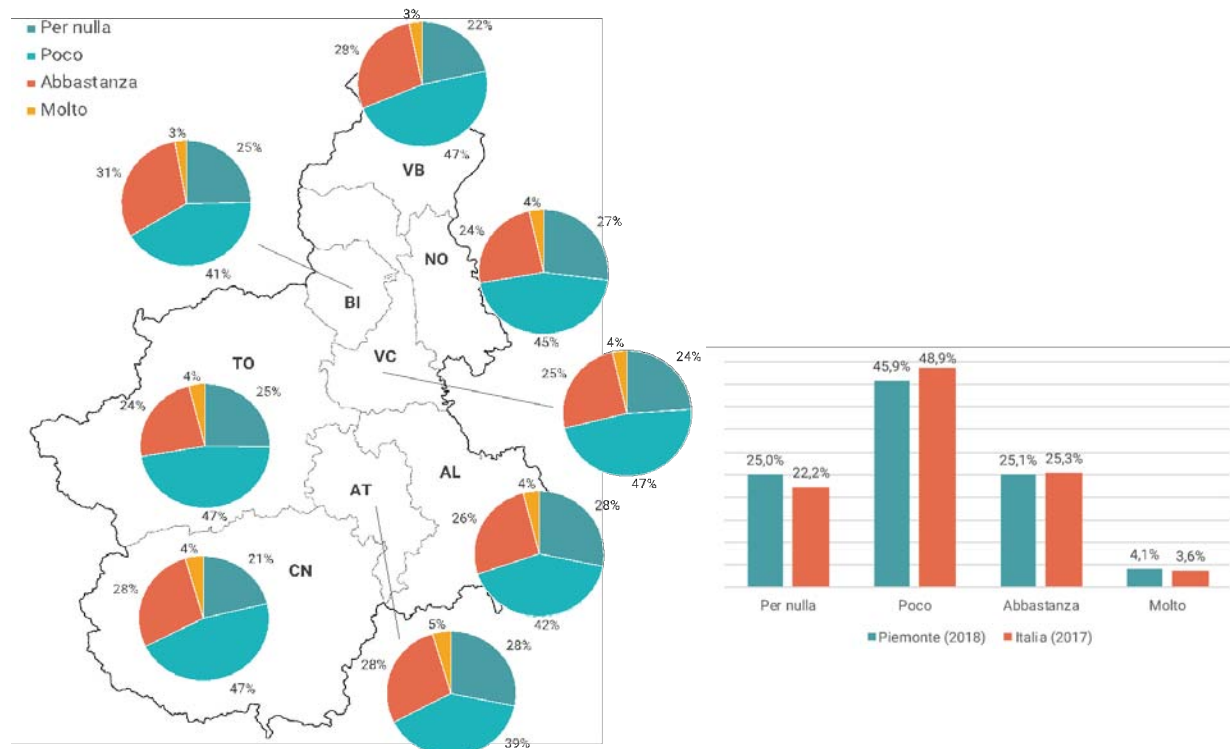 Per nulla
Poco
Abbastanza
Molto
3%
22%
28%
47%
VB
3%
25%
31%
41%
BI
4%
27%
24%
45%
NO
4%
24%
25%
47%
VC
TO
4%
25%
24%
47%
AL
4%
28%
26%
42%
AT
CN
4%
21%
28%
47%
5%
28%
28%
39%
45,9%
48,9%
25,0%
22,2%
25,1%
25,3%
4,1%
3,6%
Per nulla
Poco
Abbastanza
Molto
Piemonte (2018)
Italia (2017)